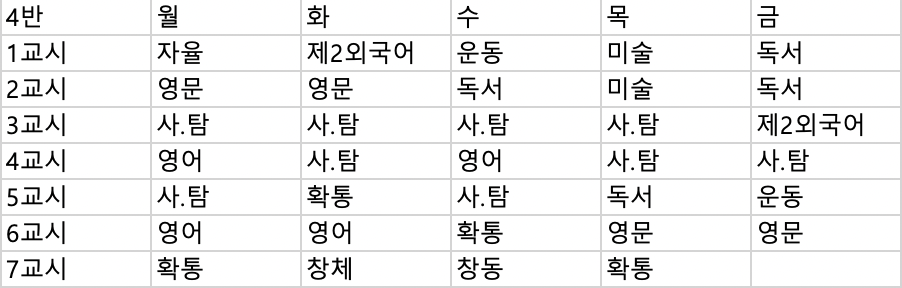 4반 월 화 수 목 금
1교시 자율 제2외국어 운동 미술 독서
2교시 영문 영문 독서 미술 독서
3교시 사.탐 사.탐 사.탐 사.탐 제2외국어
4교시 영어 사.탐 영어 사.탐 사.탐
5교시 사.탐 확통 사.탐 독서 운동
6교시 영어 영어 확통 영문 영문
7교시 확통 창체 창동 확통